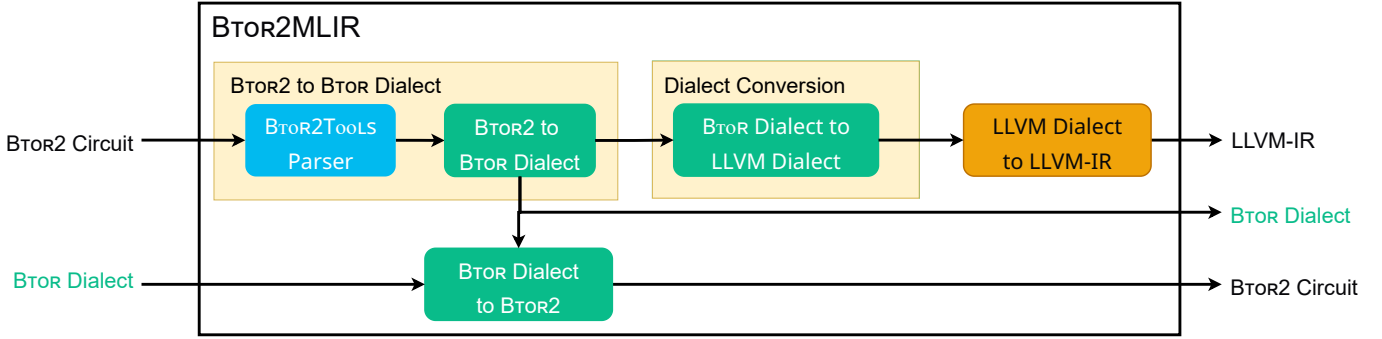 Btor2MLIR
Btor2 to Btor Dialect
Dialect Conversion
Btor2 Circuit
Btor2Tools
Parser
Btor2 to
Btor Dialect
Btor Dialect to
LLVM Dialect
LLVM Dialect
to LLVM-IR
LLVM-IR
Btor Dialect
Btor Dialect
Btor Dialect
to Btor2
Btor2 Circuit